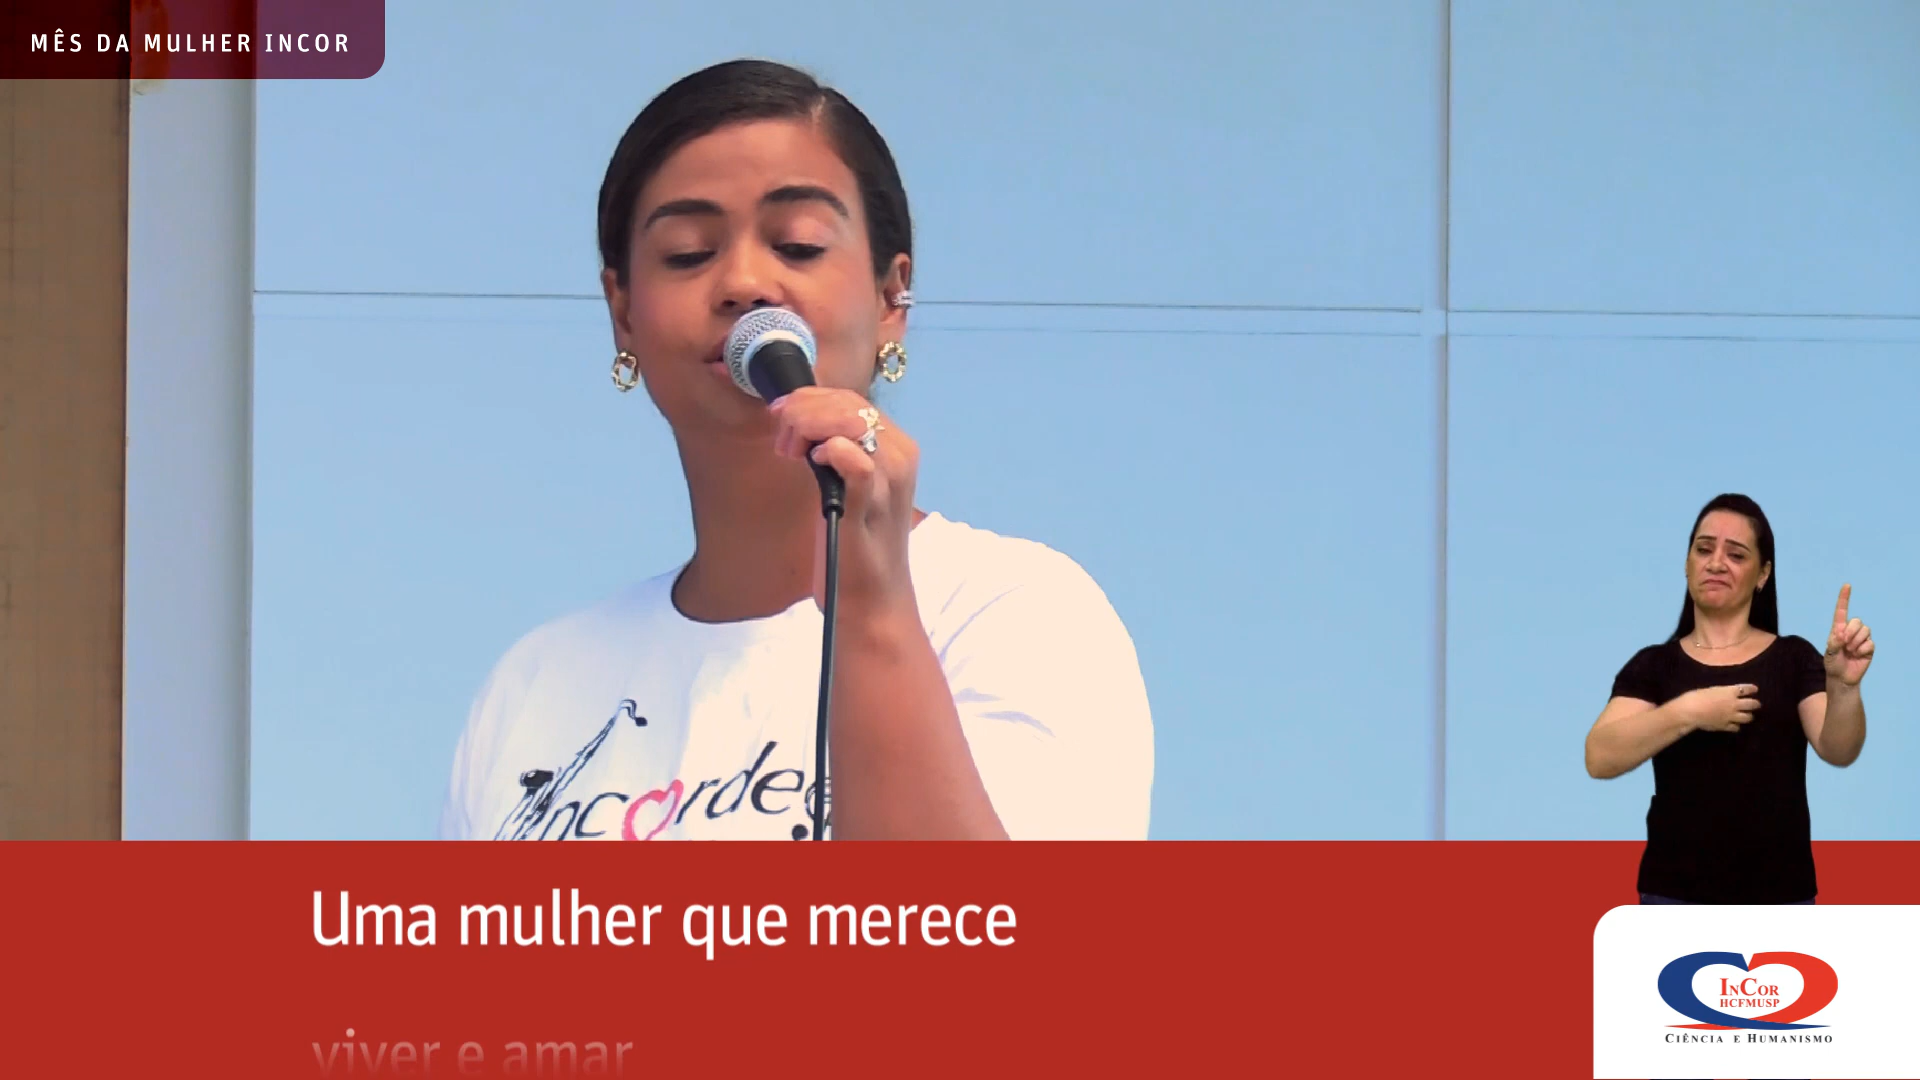 MÊS DA MULHER INCOR
Uma mulher que merece
viver e amar
INCOR
HCFMUSP
CIÊNCIA E HUMANISMO